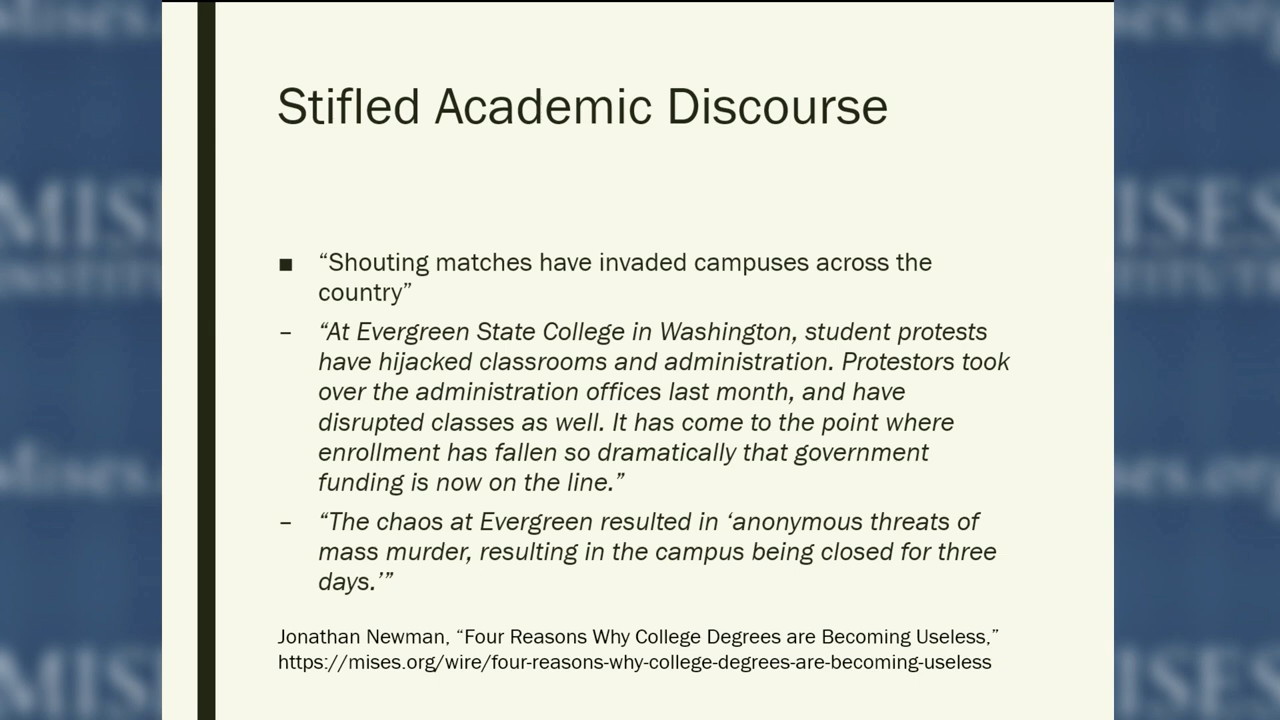 Stifled Academic Discourse
■ “Shouting matches have invaded campuses across the
country”
– “At Evergreen State College in Washington, student protests
have hijacked classrooms and administration. Protestors took
over the administration offices last month, and have
disrupted classes as well. It has come to the point where
enrollment has fallen so dramatically that government
funding is now on the line.”
– “The chaos at Evergreen resulted in ‘anonymous threats of
mass murder, resulting in the campus being closed for three
days.’”
Jonathan Newman, “Four Reasons Why College Degrees are Becoming Useless,”
https://mises.org/wire/four-reasons-why-college-degrees-are-becoming-useless